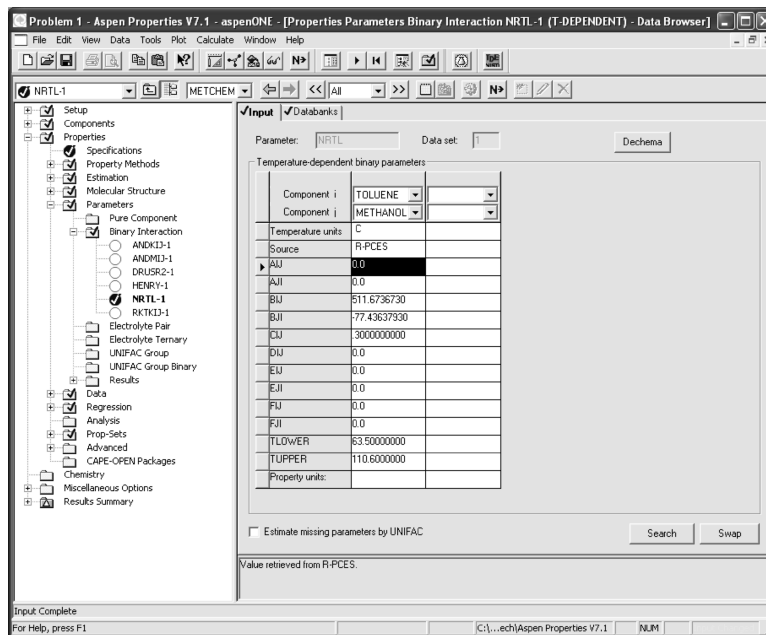 Problem 1 - Aspen Properties V7.1 - aspenONE - [Properties Parameters Binary Interaction NRTL-1 (T-DEPENDENT) - Data Browser]
File Edit View Data Tools Plot Calculate Window Help
N>
NRTL-1 METCHEM << All >> N>
Setup
Components
Properties
Specifications
Property Methods
Estimation
Molecular Structure
Parameters
Pure Component
Binary Interaction
ANDKIJ-1
ANDMIJ-1
DRUSR2-1
HENRY-1
NRTL-1
RKTKIJ-1
Electrolyte Pair
Electrolyte Ternary
UNIFAC Group
UNIFAC Group Binary
Results
Data
Regression
Analysis
Prop-Sets
Advanced
CAPE-OPEN Packages
Chemistry
Miscellaneous Options
Results Summary
Input Databanks
Parameter: NRTL Data set: 1 Dechema
Temperature-dependent binary parameters
Component i TOLUENE
Component j METHANOL
Temperature units C
Source R-PCES
AIJ 0.0
AJI 0.0
BIJ 511.6736730
BJI -77.43637930
CIJ .3000000000
DIJ 0.0
EIJ 0.0
EJI 0.0
FIJ 0.0
FJI 0.0
TLOWER 63.50000000
TUPPER 110.6000000
Property units:
Estimate missing parameters by UNIFAC Search Swap
Value retrieved from R-PCES.
Input Complete
For Help, press F1 C:\...ech\Aspen Properties V7.1 NUM